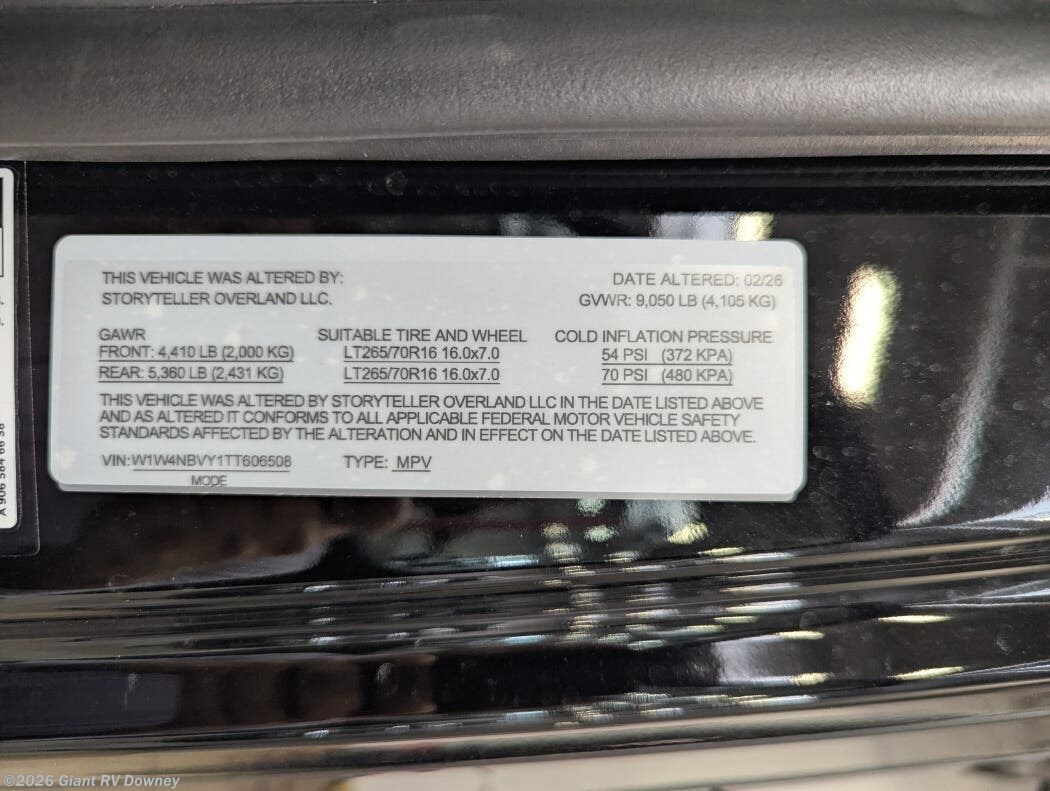 THIS VEHICLE WAS ALTERED BY:
STORYTELLER OVERLAND LLC.
DATE ALTERED: 02/26
GVWR: 9,050 LB (4,105 KG)
GAWR
FRONT: 4,410 LB (2,000 KG)
REAR: 5,360 LB (2,431 KG)
SUITABLE TIRE AND WHEEL
LT265/70R16 16.0x7.0
LT265/70R16 16.0x7.0
COLD INFLATION PRESSURE
54 PSI (372 KPA)
70 PSI (480 KPA)
THIS VEHICLE WAS ALTERED BY STORYTELLER OVERLAND LLC IN THE DATE LISTED ABOVE
AND AS ALTERED IT CONFORMS TO ALL APPLICABLE FEDERAL MOTOR VEHICLE SAFETY
STANDARDS AFFECTED BY THE ALTERATION AND IN EFFECT ON THE DATE LISTED ABOVE.
VIN: W1W4NBVY1TT606508 TYPE: MPV
MODE
©2026 Giant RV Downey